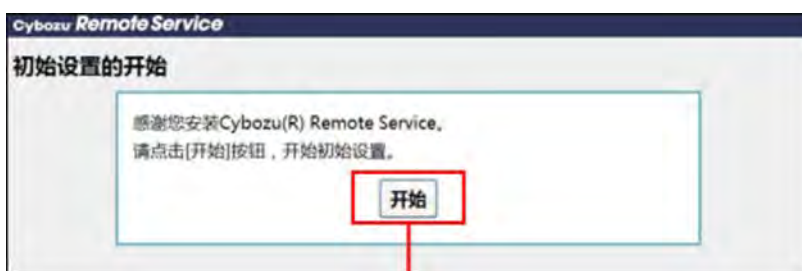 Cybozu Remote Service
初始设置的开始
感谢您安装Cybozu(R) Remote Service。
请点击[开始]按钮，开始初始设置。
开始